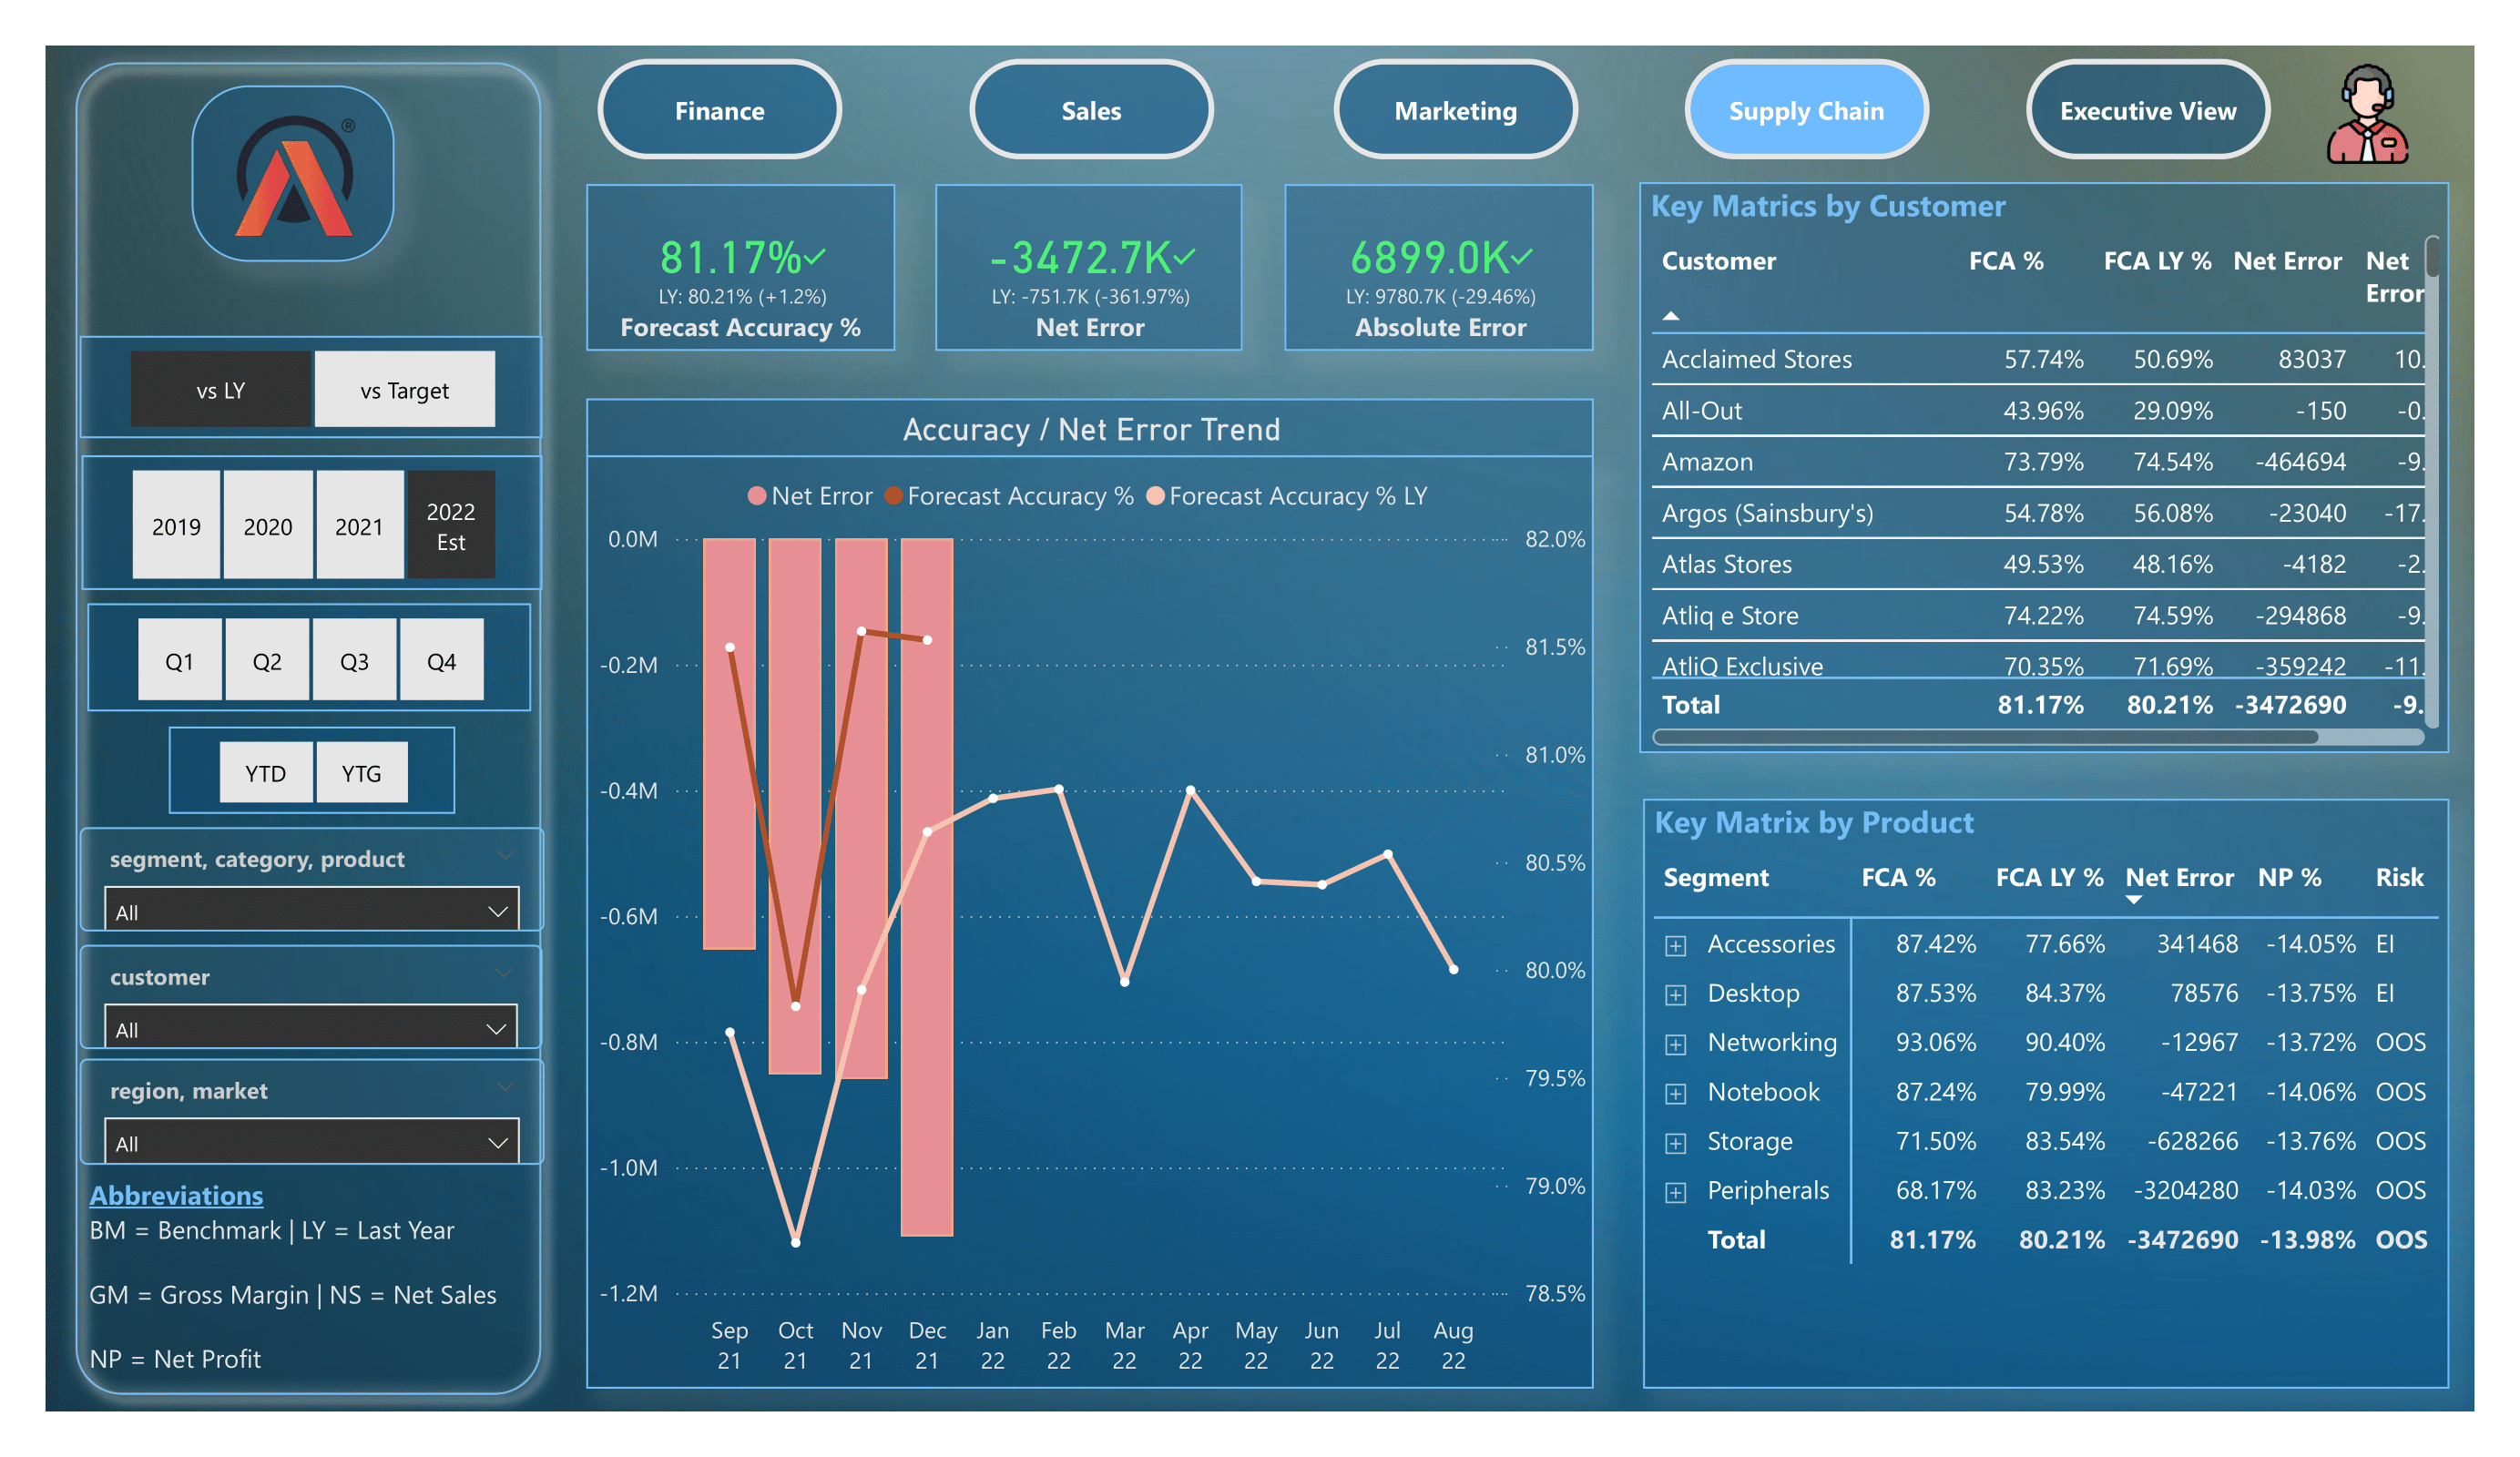 ®
Finance
Sales
Marketing
Supply Chain
Executive View
vs LY
vs Target
2019
2020
2021
2022
Est
Q1
Q2
Q3
Q4
YTD
YTG
segment, category, product
All
customer
All
region, market
All
Abbreviations
BM = Benchmark | LY = Last Year
GM = Gross Margin | NS = Net Sales
NP = Net Profit
81.17%
LY: 80.21% (+1.2%)
Forecast Accuracy %
-3472.7K
LY: -751.7K (-361.97%)
Net Error
6899.0K
LY: 9780.7K (-29.46%)
Absolute Error
Accuracy / Net Error Trend
Net Error Forecast Accuracy % Forecast Accuracy % LY
0.0M
-0.2M
-0.4M
-0.6M
-0.8M
-1.0M
-1.2M
82.0%
81.5%
81.0%
80.5%
80.0%
79.5%
79.0%
78.5%
Sep Oct Nov Dec Jan Feb Mar Apr May Jun Jul Aug
21 21 21 21 22 22 22 22 22 22 22 22
Key Matrics by Customer
Customer FCA % FCA LY % Net Error Net
Error
Acclaimed Stores 57.74% 50.69% 83037 10.
All-Out 43.96% 29.09% -150 -0.
Amazon 73.79% 74.54% -464694 -9.
Argos (Sainsbury's) 54.78% 56.08% -23040 -17.
Atlas Stores 49.53% 48.16% -4182 -2.
Atliq e Store 74.22% 74.59% -294868 -9.
AtliQ Exclusive 70.35% 71.69% -359242 -11.
Total 81.17% 80.21% -3472690 -9.
Key Matrix by Product
Segment FCA % FCA LY % Net Error NP % Risk
Accessories 87.42% 77.66% 341468 -14.05% EI
Desktop 87.53% 84.37% 78576 -13.75% EI
Networking 93.06% 90.40% -12967 -13.72% OOS
Notebook 87.24% 79.99% -47221 -14.06% OOS
Storage 71.50% 83.54% -628266 -13.76% OOS
Peripherals 68.17% 83.23% -3204280 -14.03% OOS
Total 81.17% 80.21% -3472690 -13.98% OOS